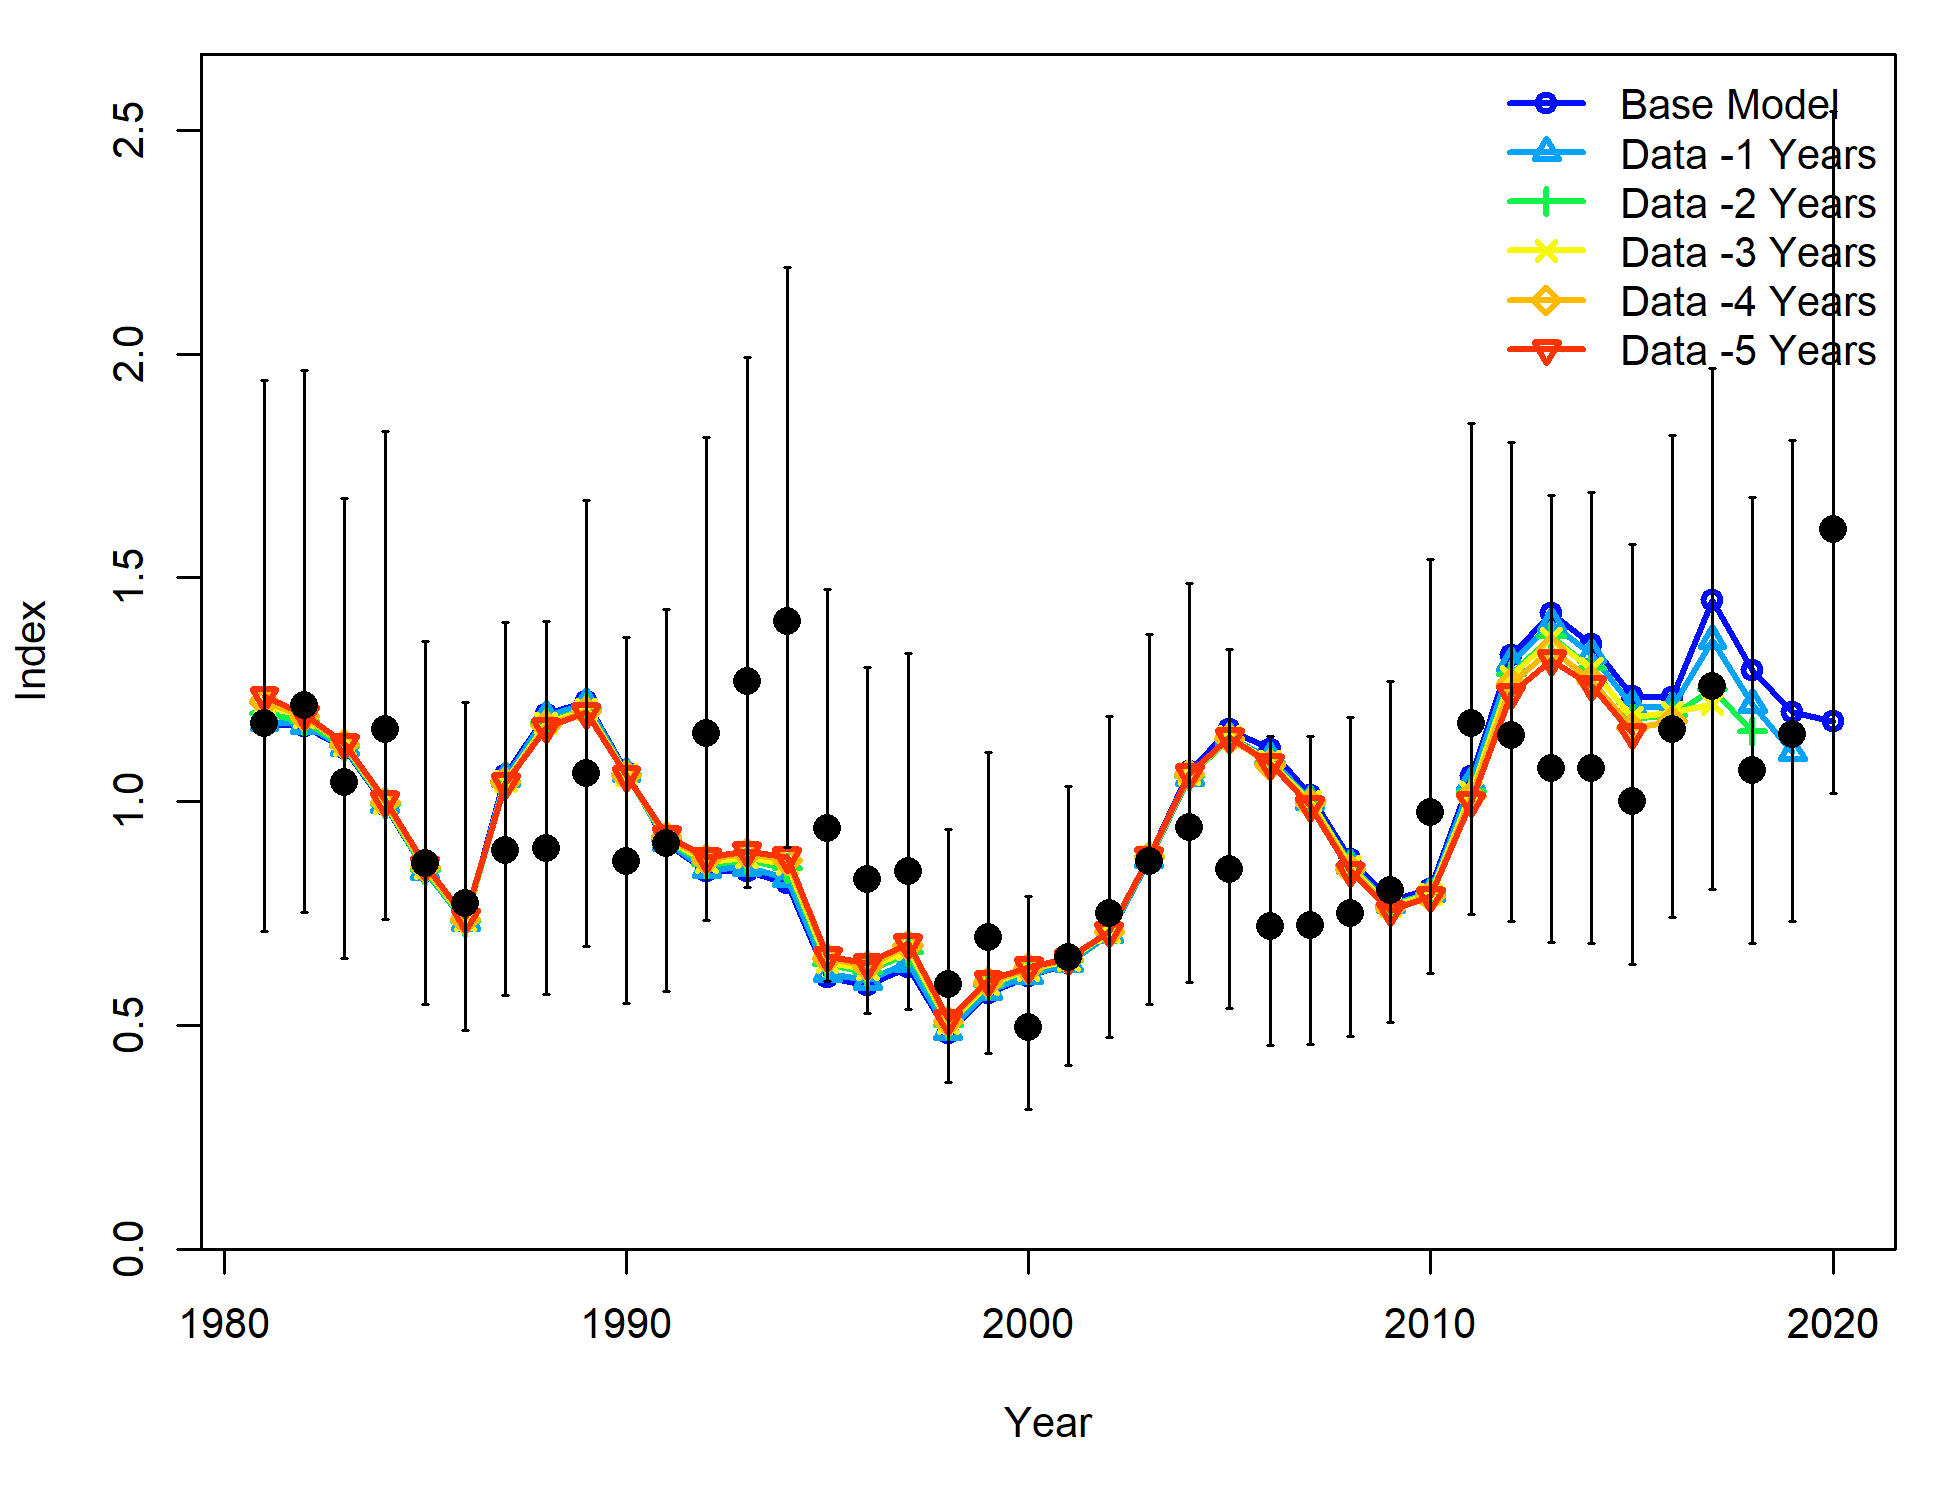 Base Model
Data -1 Years
Data -2 Years
Data -3 Years
Data -4 Years
Data -5 Years
2.5
2.0
1.5
1.0
0.5
0.0
Index
1980 1990 2000 2010 2020
Year